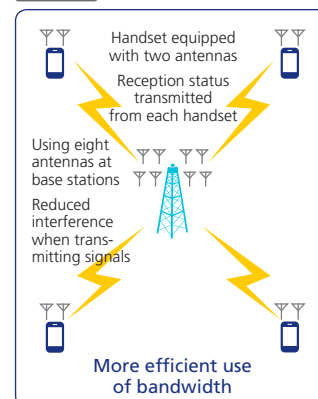 Handset equipped
with two antennas
Reception status
transmitted
from each handset
Using eight
antennas at
base stations
Reduced
interference
when trans-
mitting signals
More efficient use
of bandwidth